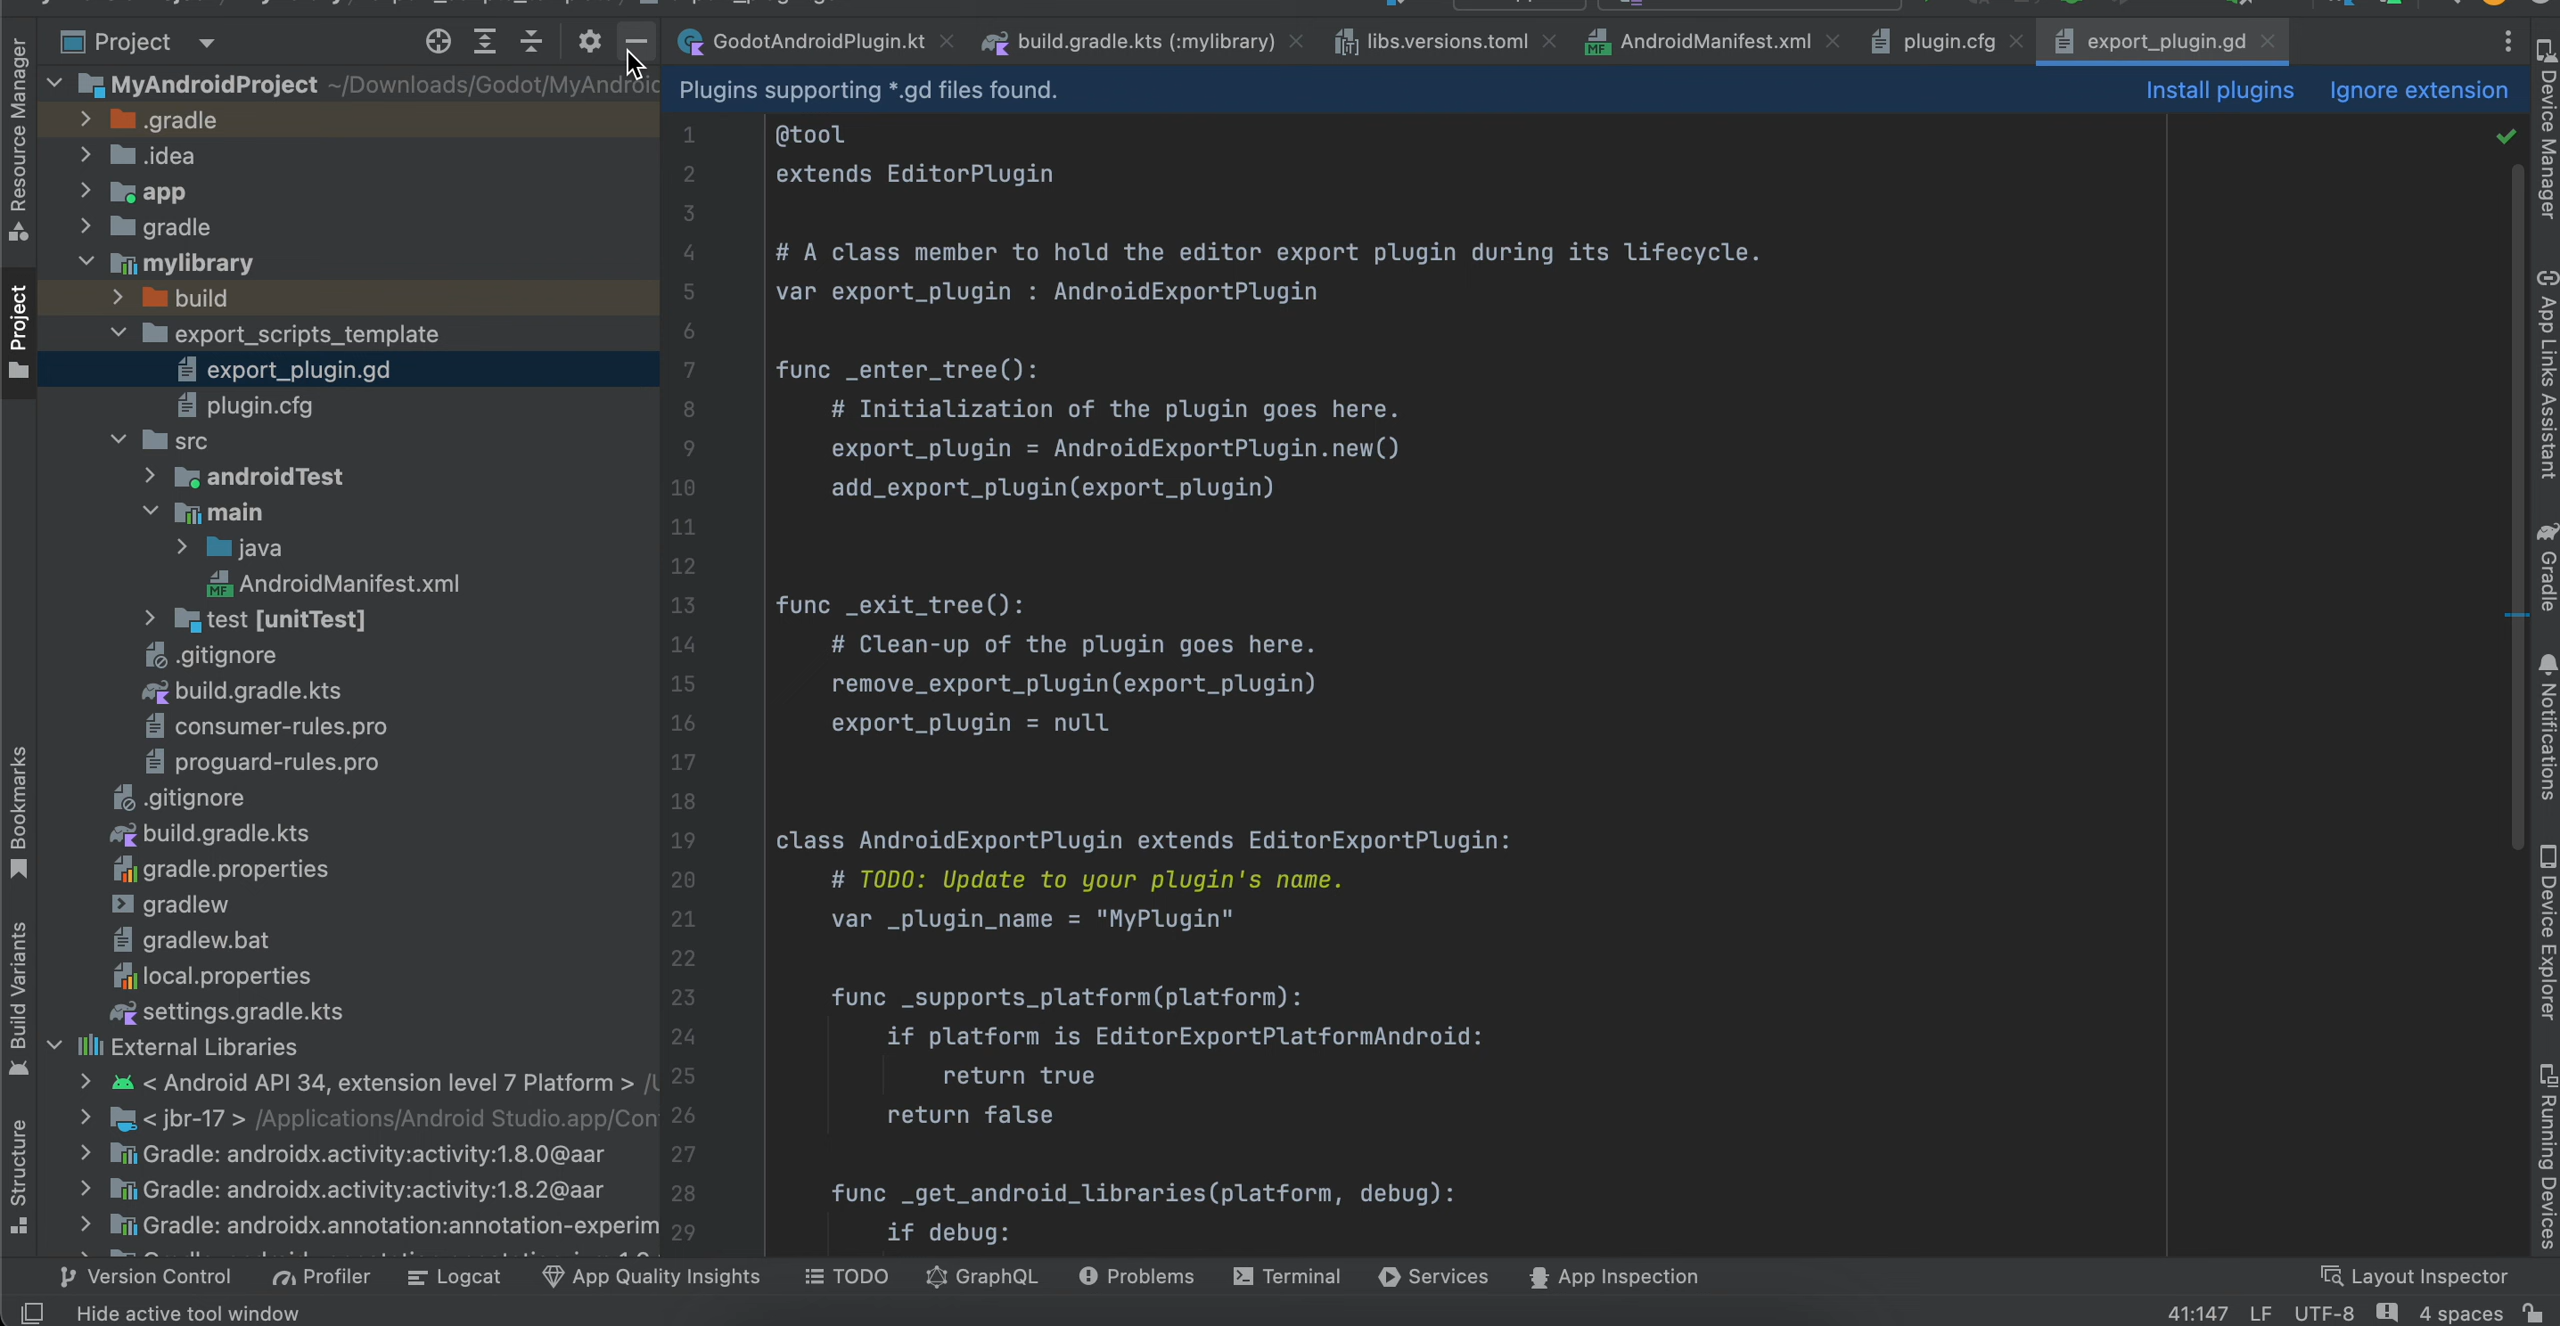 Project
GodotAndroidPlugin.kt
build.gradle.kts (:mylibrary)
libs.versions.toml
AndroidManifest.xml
plugin.cfg
export_plugin.gd
Plugins supporting *.gd files found.
Install plugins
Ignore extension
Resource Manager
Project
Bookmarks
Build Variants
Structure
MyAndroidProject ~/Downloads/Godot/MyAndroid
.gradle
.idea
app
gradle
mylibrary
build
export_scripts_template
export_plugin.gd
plugin.cfg
src
androidTest
main
java
AndroidManifest.xml
test [unitTest]
.gitignore
build.gradle.kts
consumer-rules.pro
proguard-rules.pro
.gitignore
build.gradle.kts
gradle.properties
gradlew
gradlew.bat
local.properties
settings.gradle.kts
External Libraries
< Android API 34, extension level 7 Platform >
< jbr-17 > /Applications/Android Studio.app/Con
Gradle: androidx.activity:activity:1.8.0@aar
Gradle: androidx.activity:activity:1.8.2@aar
Gradle: androidx.annotation:annotation-experim
1 @tool
2 extends EditorPlugin
3
4 # A class member to hold the editor export plugin during its lifecycle.
5 var export_plugin : AndroidExportPlugin
6
7 func _enter_tree():
8 # Initialization of the plugin goes here.
9 export_plugin = AndroidExportPlugin.new()
10 add_export_plugin(export_plugin)
11
12
13 func _exit_tree():
14 # Clean-up of the plugin goes here.
15 remove_export_plugin(export_plugin)
16 export_plugin = null
17
18
19 class AndroidExportPlugin extends EditorExportPlugin:
20 # TODO: Update to your plugin's name.
21 var _plugin_name = "MyPlugin"
22
23 func _supports_platform(platform):
24 if platform is EditorExportPlatformAndroid:
25 return true
26 return false
27
28 func _get_android_libraries(platform, debug):
29 if debug:
Device Manager
App Links Assistant
Gradle
Notifications
Device Explorer
Running Devices
Version Control
Profiler
Logcat
App Quality Insights
TODO
GraphQL
Problems
Terminal
Services
App Inspection
Layout Inspector
Hide active tool window
41:147
LF
UTF-8
4 spaces